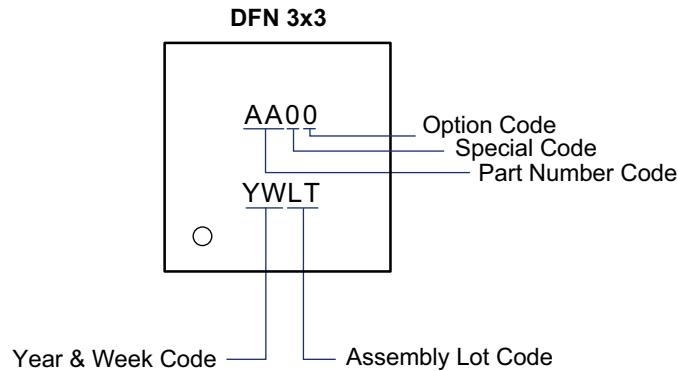 DFN 3x3
AA00
Option Code
Special Code
Part Number Code
YWLT
Year & Week Code
Assembly Lot Code